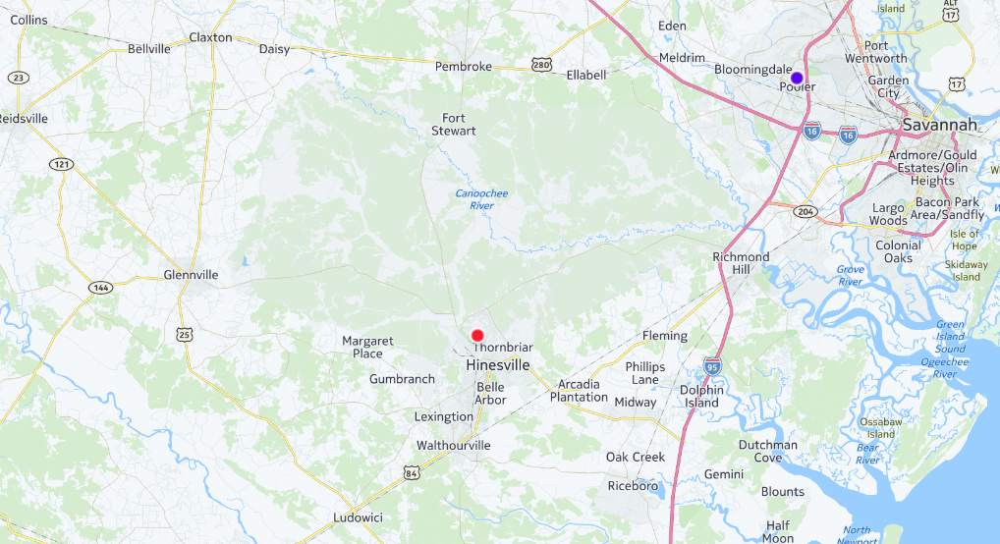 Collins
Bellville
Claxton
Daisy
Pembroke
280
Ellabell
Eden
Meldrim
Bloomingdale
Pooler
Island
ALT
17
Port
Wentworth
Garden
City
17
Savannah
23
Reidsville
121
Fort
Stewart
Canoochee
River
16
16
Ardmore/Gould
Estates/Olin
Heights
204
Largo
Woods
Bacon Park
Area/Sandfly
Colonial
Oaks
Isle of
Hope
Skidaway
Island
Glennville
144
25
Richmond
Hill
Grove
River
Green
Island
Sound
Ogeechee
River
Margaret
Place
Gumbranch
Thornbriar
Hinesville
Belle
Arbor
Lexington
Walthourville
84
Ludowici
Fleming
Phillips
Lane
95
Arcadia
Plantation
Midway
Dolphin
Island
Ossabaw
Island
Bear
River
Dutchman
Cove
Oak Creek
Gemini
Riceboro
Blounts
Half
Moon
North
Newport